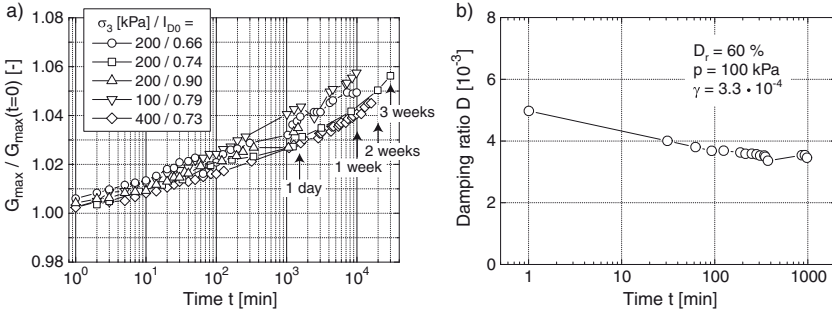 a)
σ3 [kPa] / ID0 =
200 / 0.66
200 / 0.74
200 / 0.90
100 / 0.79
400 / 0.73
Gmax / Gmax(t=0) [-]
1.06
1.04
1.02
1.00
0.98
3 weeks
2 weeks
1 week
1 day
10^0 10^1 10^2 10^3 10^4
Time t [min]
b)
Damping ratio D [10^-3]
8
6
4
2
0
Dr = 60 %
p = 100 kPa
γ = 3.3 · 10^-4
1 10 100 1000
Time t [min]